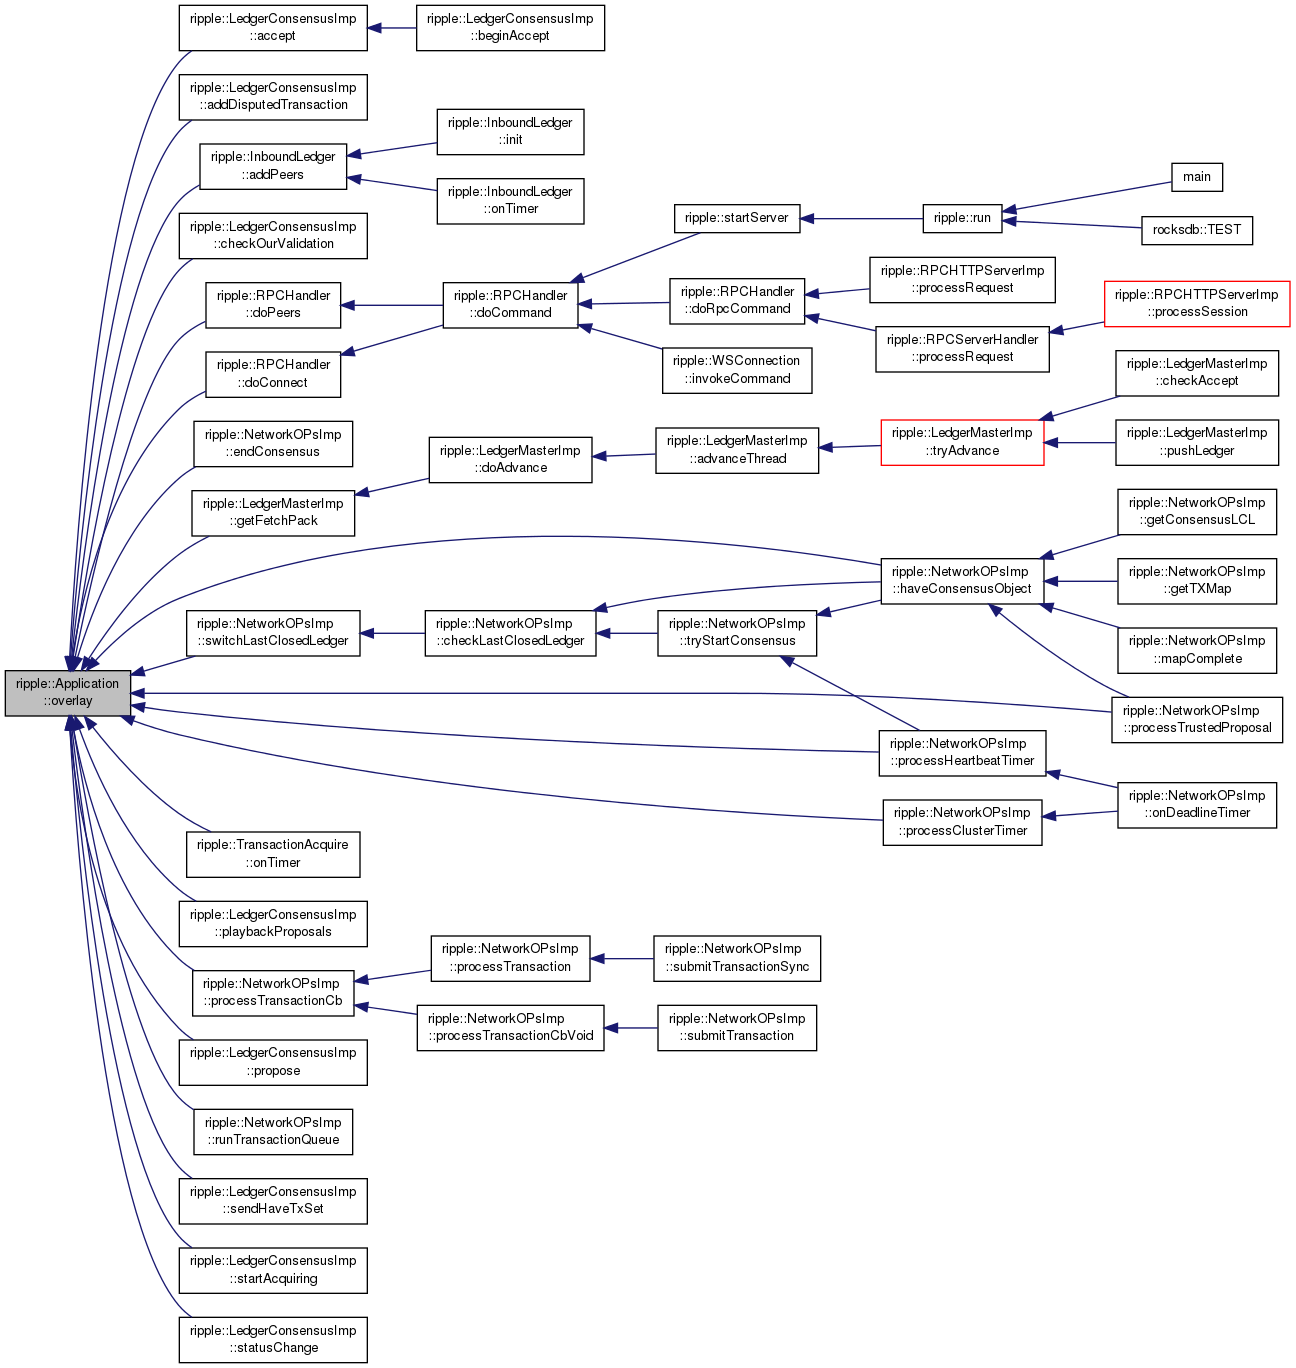 ripple::LedgerConsensusImp
::accept
ripple::LedgerConsensusImp
::beginAccept
ripple::LedgerConsensusImp
::addDisputedTransaction
ripple::InboundLedger
::addPeers
ripple::InboundLedger
::init
ripple::InboundLedger
::onTimer
ripple::LedgerConsensusImp
::checkOurValidation
ripple::RPCHandler
::doPeers
ripple::RPCHandler
::doConnect
ripple::RPCHandler
::doCommand
ripple::startServer
ripple::run
main
rocksdb::TEST
ripple::RPCHandler
::doRpcCommand
ripple::RPCHTTPServerImp
::processRequest
ripple::RPCServerHandler
::processRequest
ripple::RPCHTTPServerImp
::processSession
ripple::WSConnection
::invokeCommand
ripple::NetworkOPsImp
::endConsensus
ripple::LedgerMasterImp
::getFetchPack
ripple::LedgerMasterImp
::doAdvance
ripple::LedgerMasterImp
::advanceThread
ripple::LedgerMasterImp
::tryAdvance
ripple::LedgerMasterImp
::checkAccept
ripple::LedgerMasterImp
::pushLedger
ripple::NetworkOPsImp
::haveConsensusObject
ripple::NetworkOPsImp
::getConsensusLCL
ripple::NetworkOPsImp
::getTXMap
ripple::NetworkOPsImp
::mapComplete
ripple::NetworkOPsImp
::switchLastClosedLedger
ripple::NetworkOPsImp
::checkLastClosedLedger
ripple::NetworkOPsImp
::tryStartConsensus
ripple::Application
::overlay
ripple::NetworkOPsImp
::processTrustedProposal
ripple::NetworkOPsImp
::processHeartbeatTimer
ripple::NetworkOPsImp
::processClusterTimer
ripple::NetworkOPsImp
::onDeadlineTimer
ripple::TransactionAcquire
::onTimer
ripple::LedgerConsensusImp
::playbackProposals
ripple::NetworkOPsImp
::processTransactionCb
ripple::NetworkOPsImp
::processTransaction
ripple::NetworkOPsImp
::submitTransactionSync
ripple::NetworkOPsImp
::processTransactionCbVoid
ripple::NetworkOPsImp
::submitTransaction
ripple::LedgerConsensusImp
::propose
ripple::NetworkOPsImp
::runTransactionQueue
ripple::LedgerConsensusImp
::sendHaveTxSet
ripple::LedgerConsensusImp
::startAcquiring
ripple::LedgerConsensusImp
::statusChange